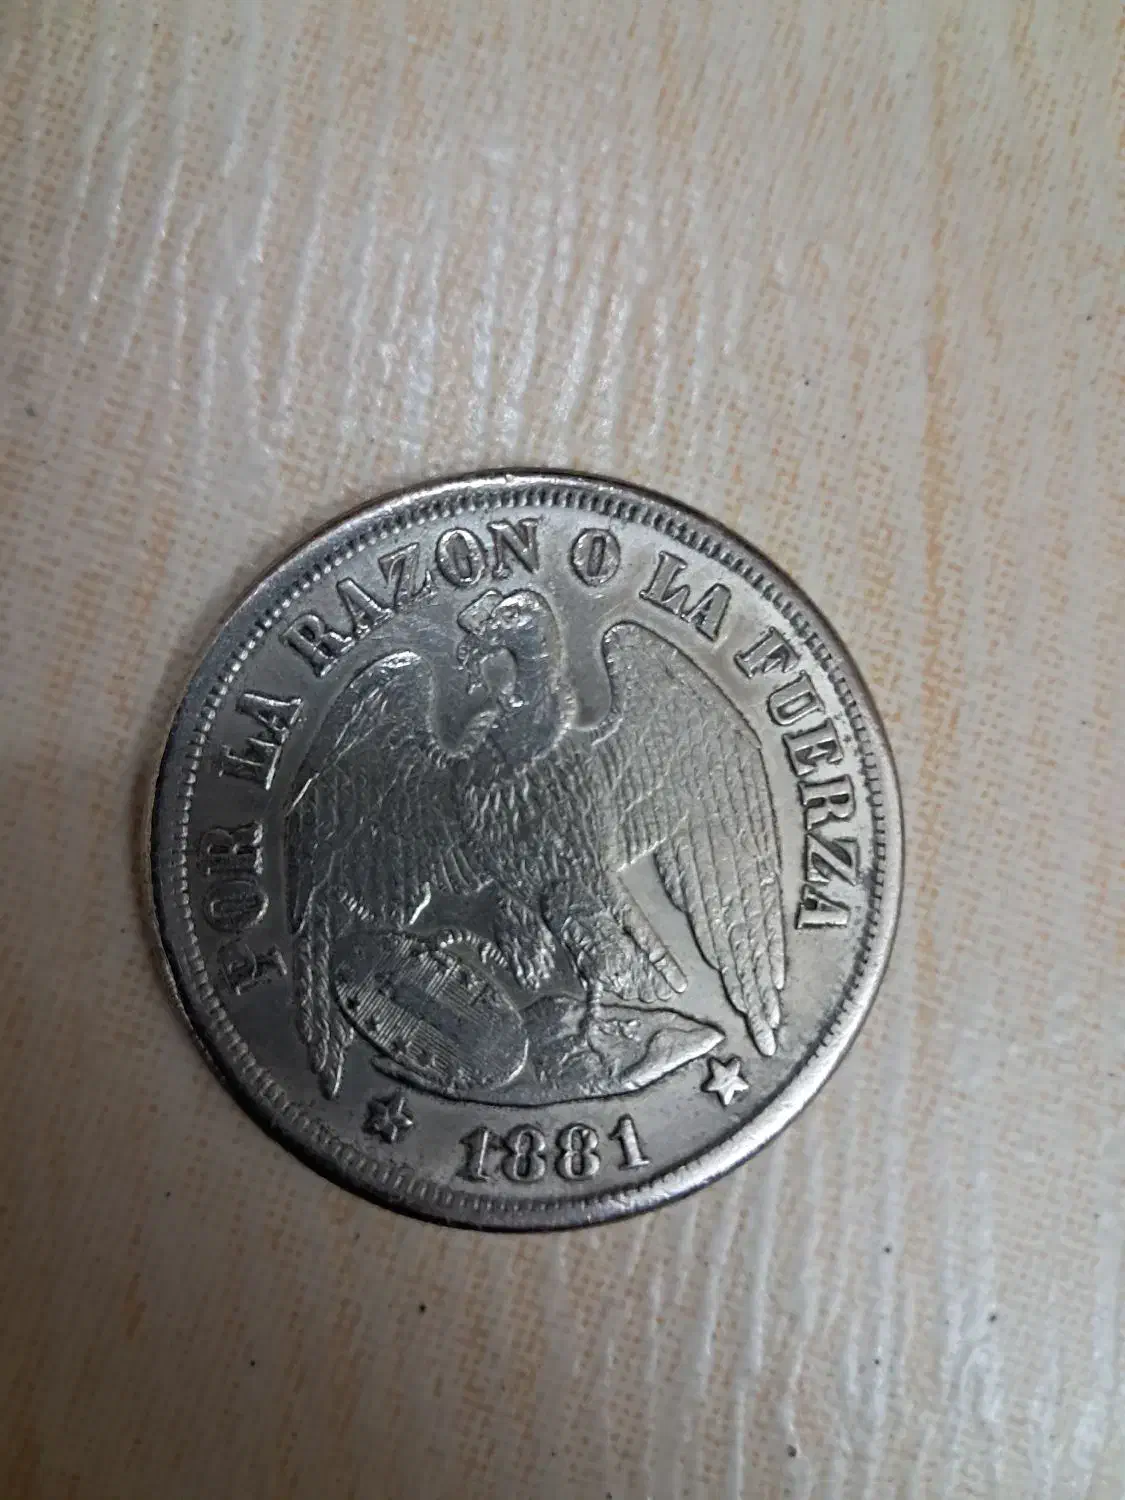 POR LA RAZON O LA FUERZA
1881